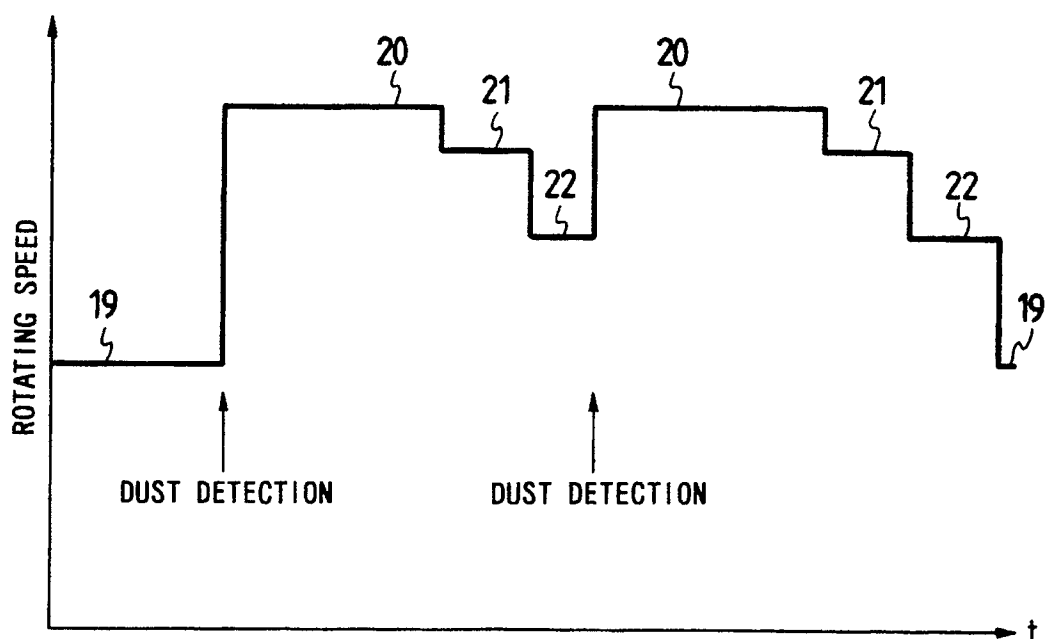 20
20
21
21
22
22
19
19
ROTATING SPEED
DUST DETECTION
DUST DETECTION
t